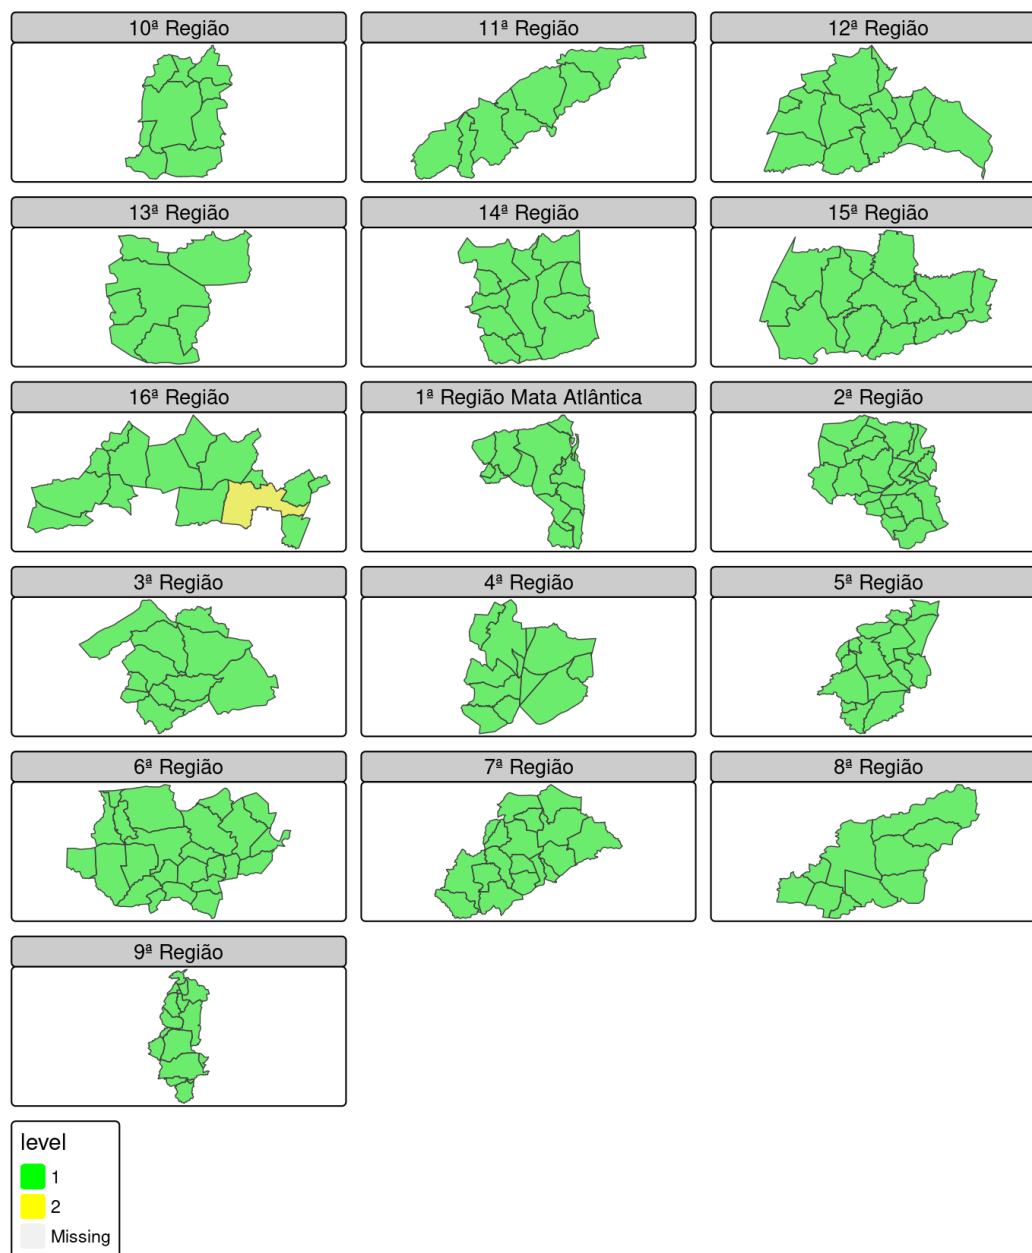 10ª Região
11ª Região
12ª Região
13ª Região
14ª Região
15ª Região
16ª Região
1ª Região Mata Atlântica
2ª Região
3ª Região
4ª Região
5ª Região
6ª Região
7ª Região
8ª Região
9ª Região
level
1
2
Missing